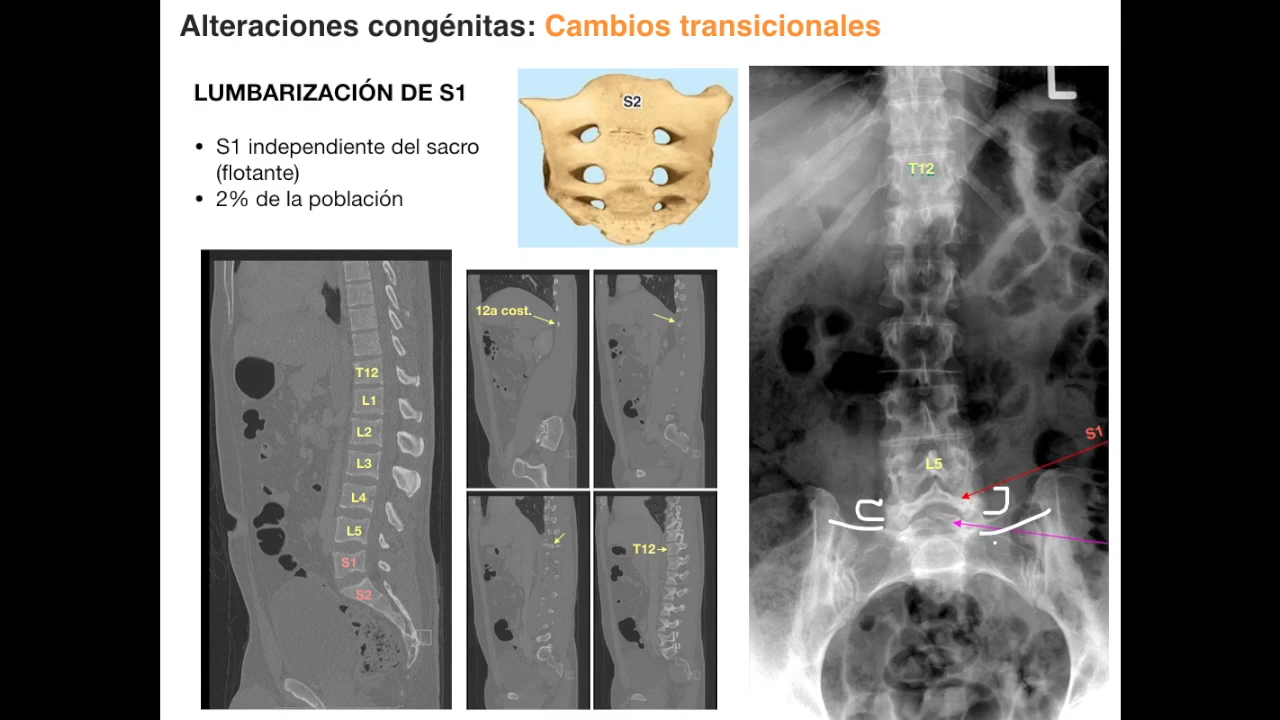 Alteraciones congénitas: Cambios transicionales
LUMBARIZACIÓN DE S1
• S1 independiente del sacro
(flotante)
• 2% de la población
S2
L
T12
L5
S1
T12
L1
L2
L3
L4
L5
S1
S2
12a cost.
T12